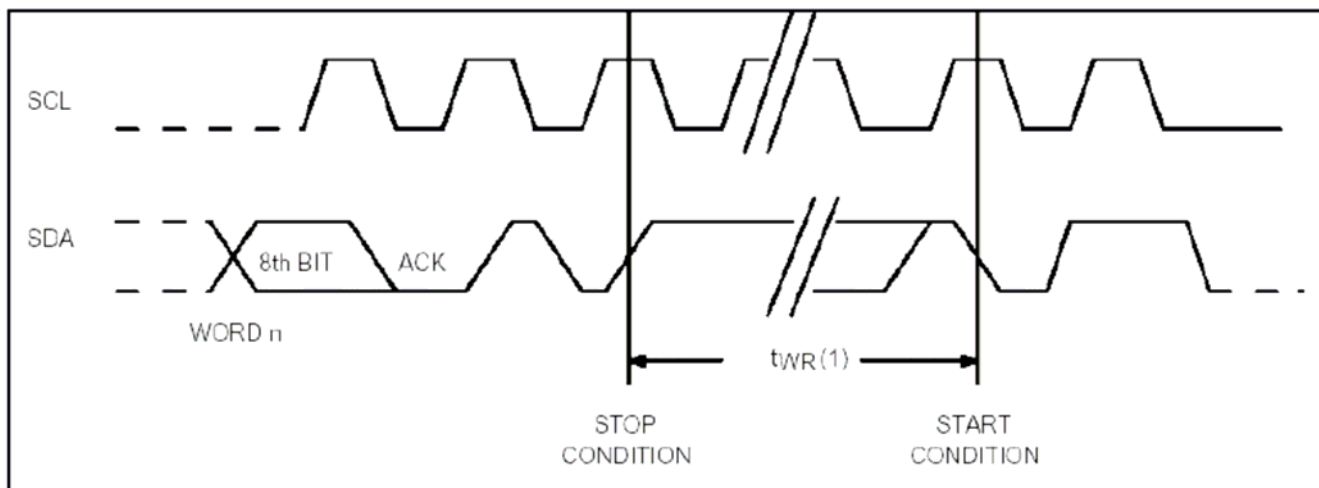 SCL
SDA
8th BIT
ACK
WORD n
tWR(1)
STOP
CONDITION
START
CONDITION